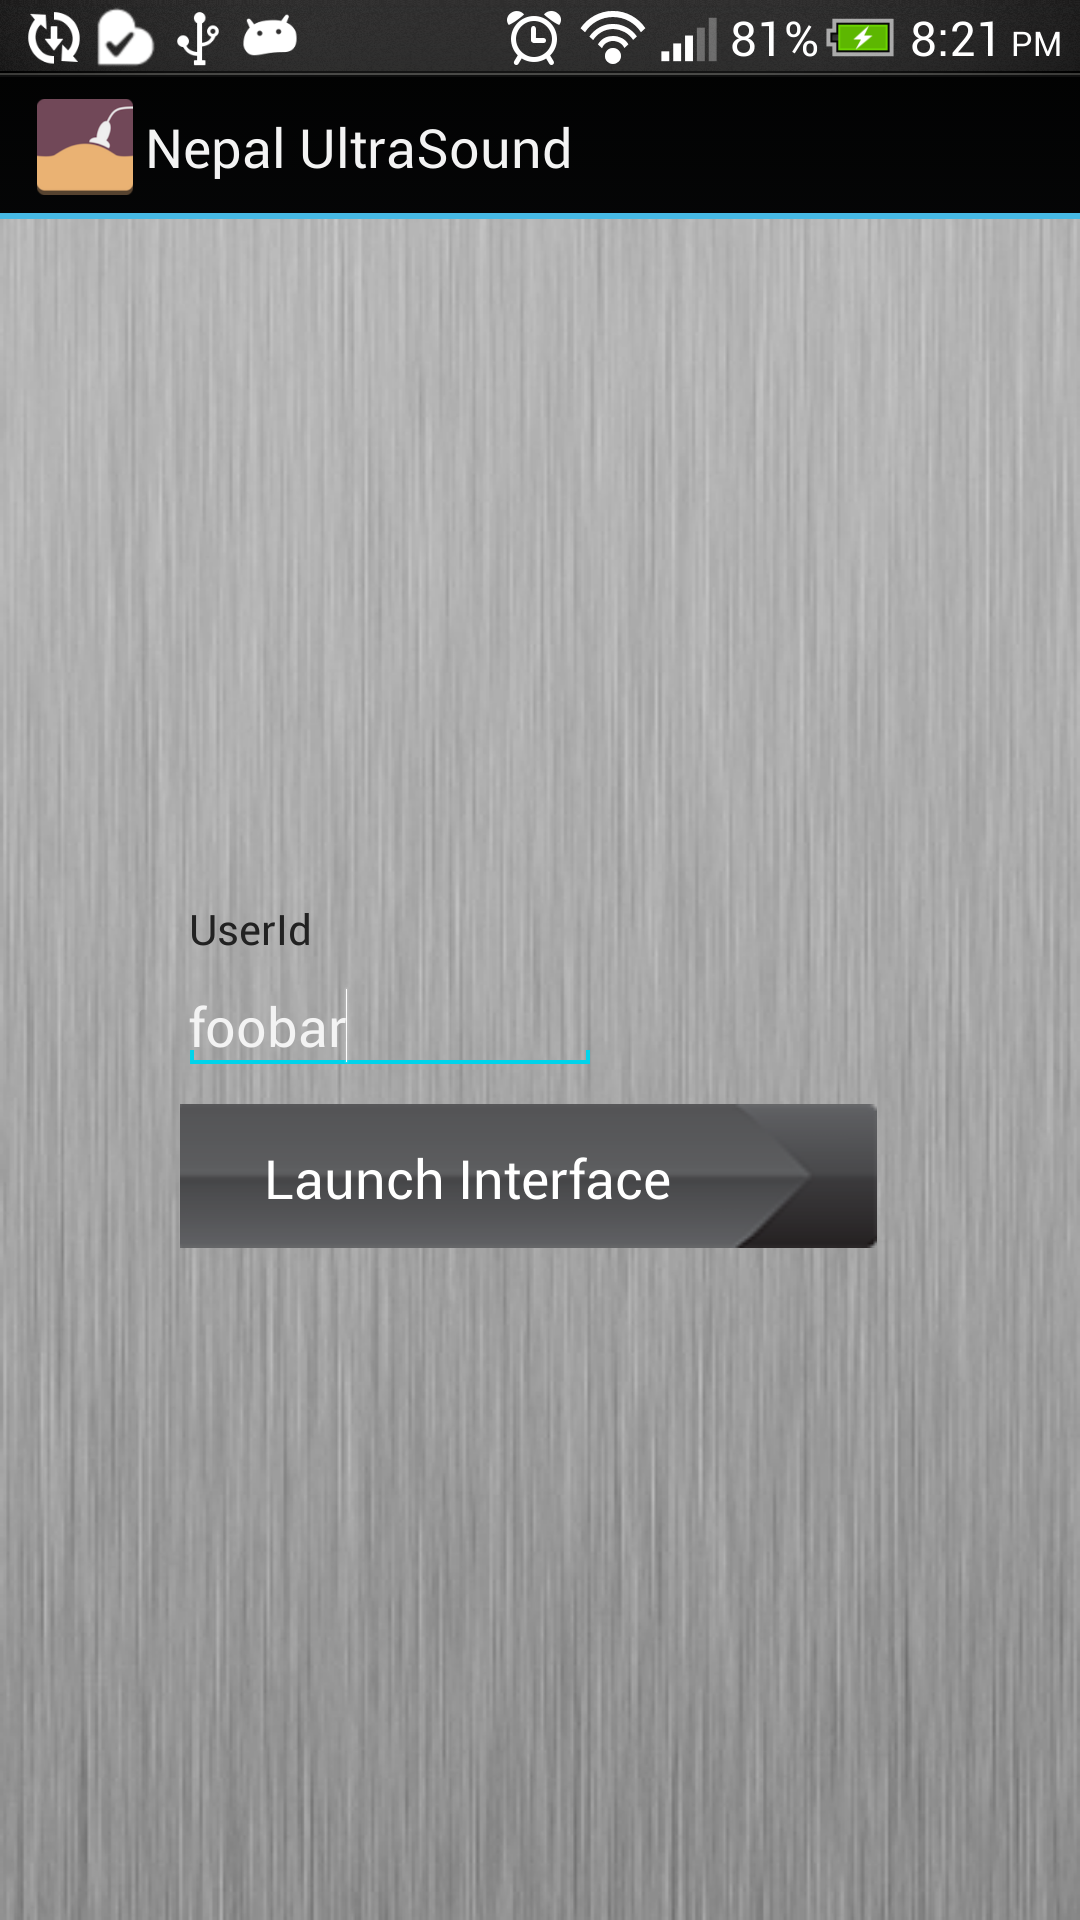 81% 8:21 PM
Nepal UltraSound
UserId
foobar
Launch Interface